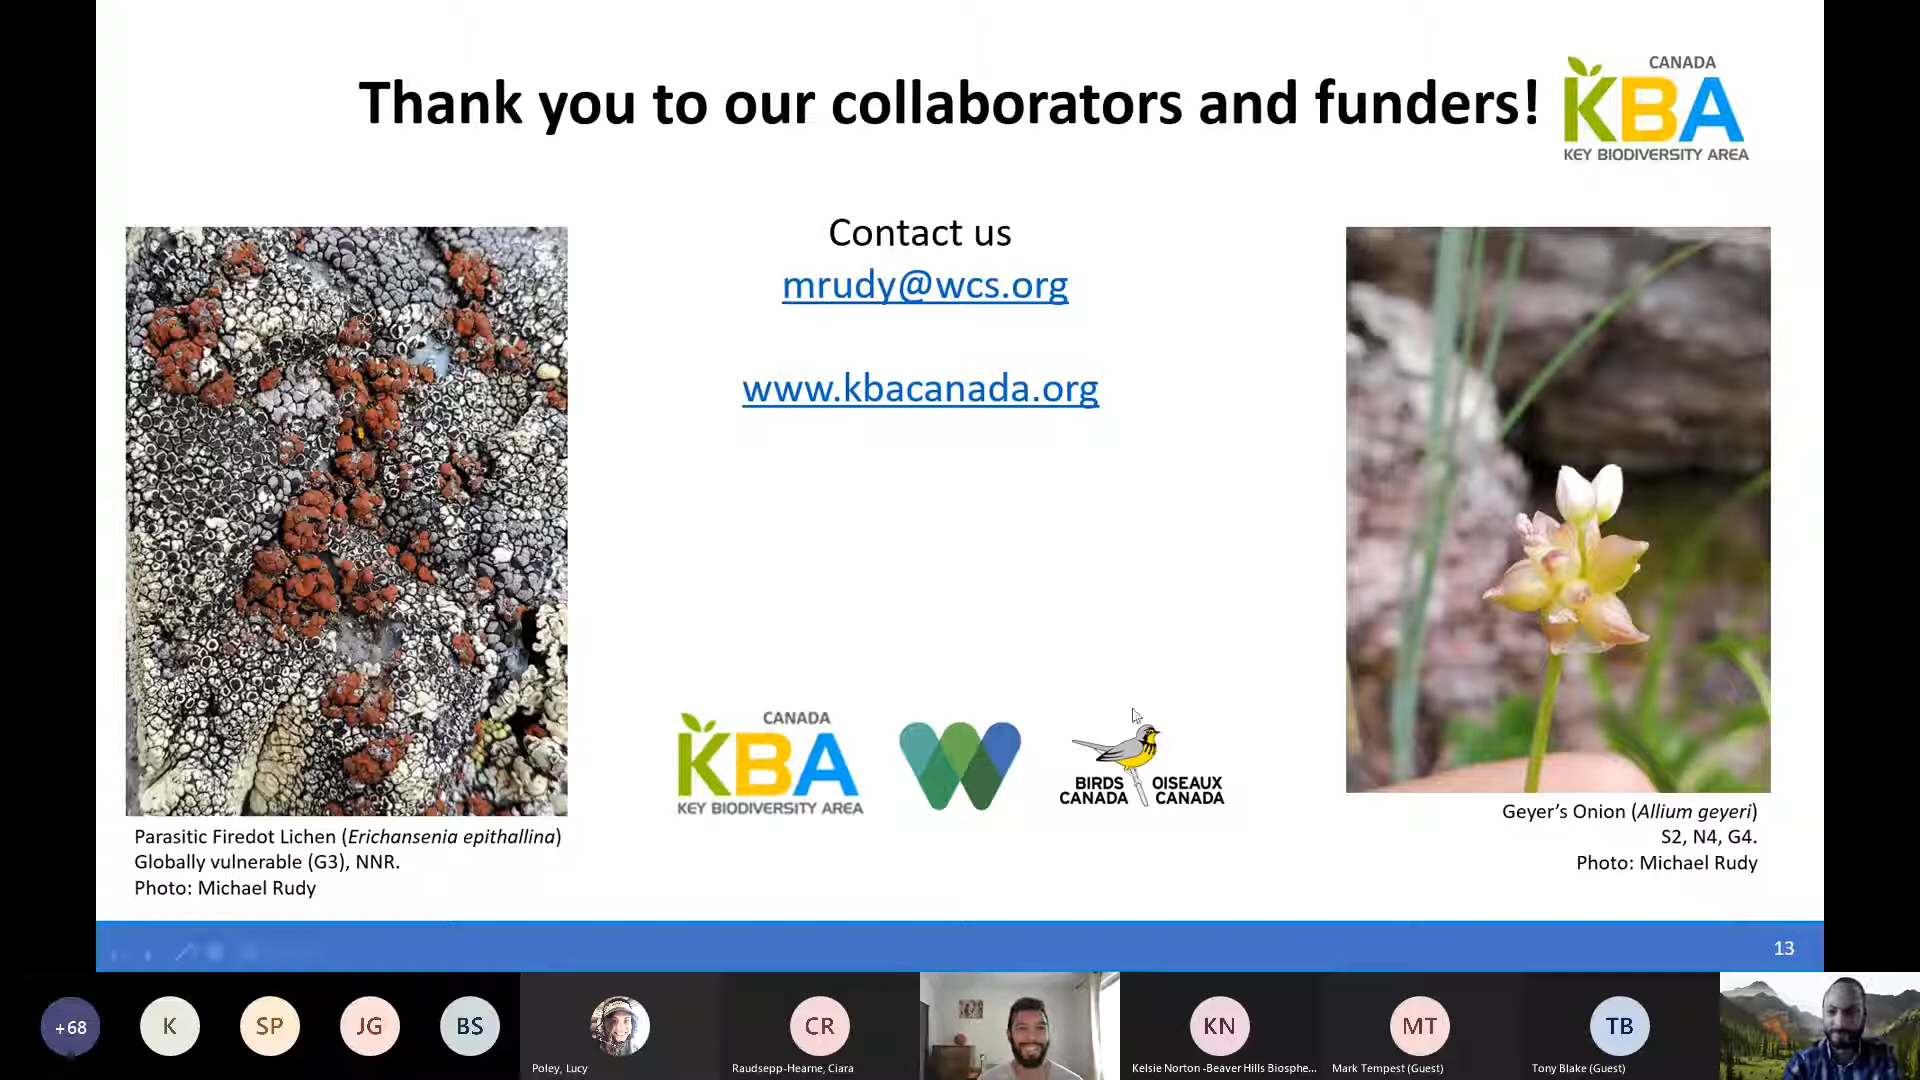 Thank you to our collaborators and funders!
CANADA
KBA
KEY BIODIVERSITY AREA
Contact us
mrudy@wcs.org
www.kbacanada.org
CANADA
KBA
KEY BIODIVERSITY AREA
W
BIRDS OISEAUX
CANADA CANADA
Parasitic Firedot Lichen (Erichansenia epithallina)
Globally vulnerable (G3), NNR.
Photo: Michael Rudy
Geyer’s Onion (Allium geyeri)
S2, N4, G4.
Photo: Michael Rudy
13
+68
K
SP
JG
BS
CR
KN
MT
TB
Poley, Lucy
Raudsepp-Hearne, Ciara
Kelsie Norton -Beaver Hills Biosphe...
Mark Tempest (Guest)
Tony Blake (Guest)